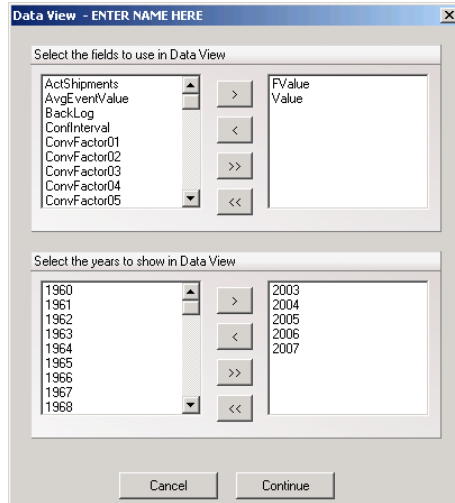 Data View - ENTER NAME HERE
Select the fields to use in Data View
ActShipments
AvgEventValue
BackLog
ConfInterval
ConvFactor01
ConvFactor02
ConvFactor03
ConvFactor04
ConvFactor05
>
<
>>
<<
FValue
Value
Select the years to show in Data View
1960
1961
1962
1963
1964
1965
1966
1967
1968
>
<
>>
<<
2003
2004
2005
2006
2007
Cancel
Continue